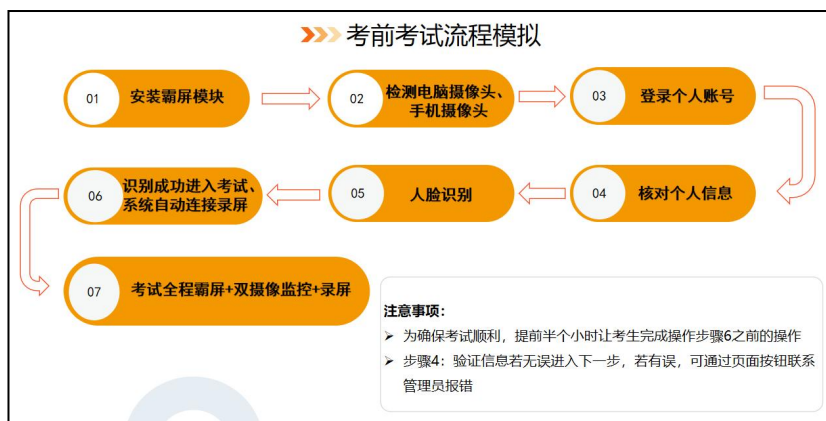 考前考试流程模拟
01
安装霸屏模块
02
检测电脑摄像头、
手机摄像头
03
登录个人账号
04
核对个人信息
05
人脸识别
06
识别成功进入考试、
系统自动连接录屏
07
考试全程霸屏+双摄像监控+录屏
注意事项：
为确保考试顺利，提前半个小时让考生完成操作步骤6之前的操作
步骤4：验证信息若无误进入下一步，若有误，可通过页面按钮联系
管理员报错